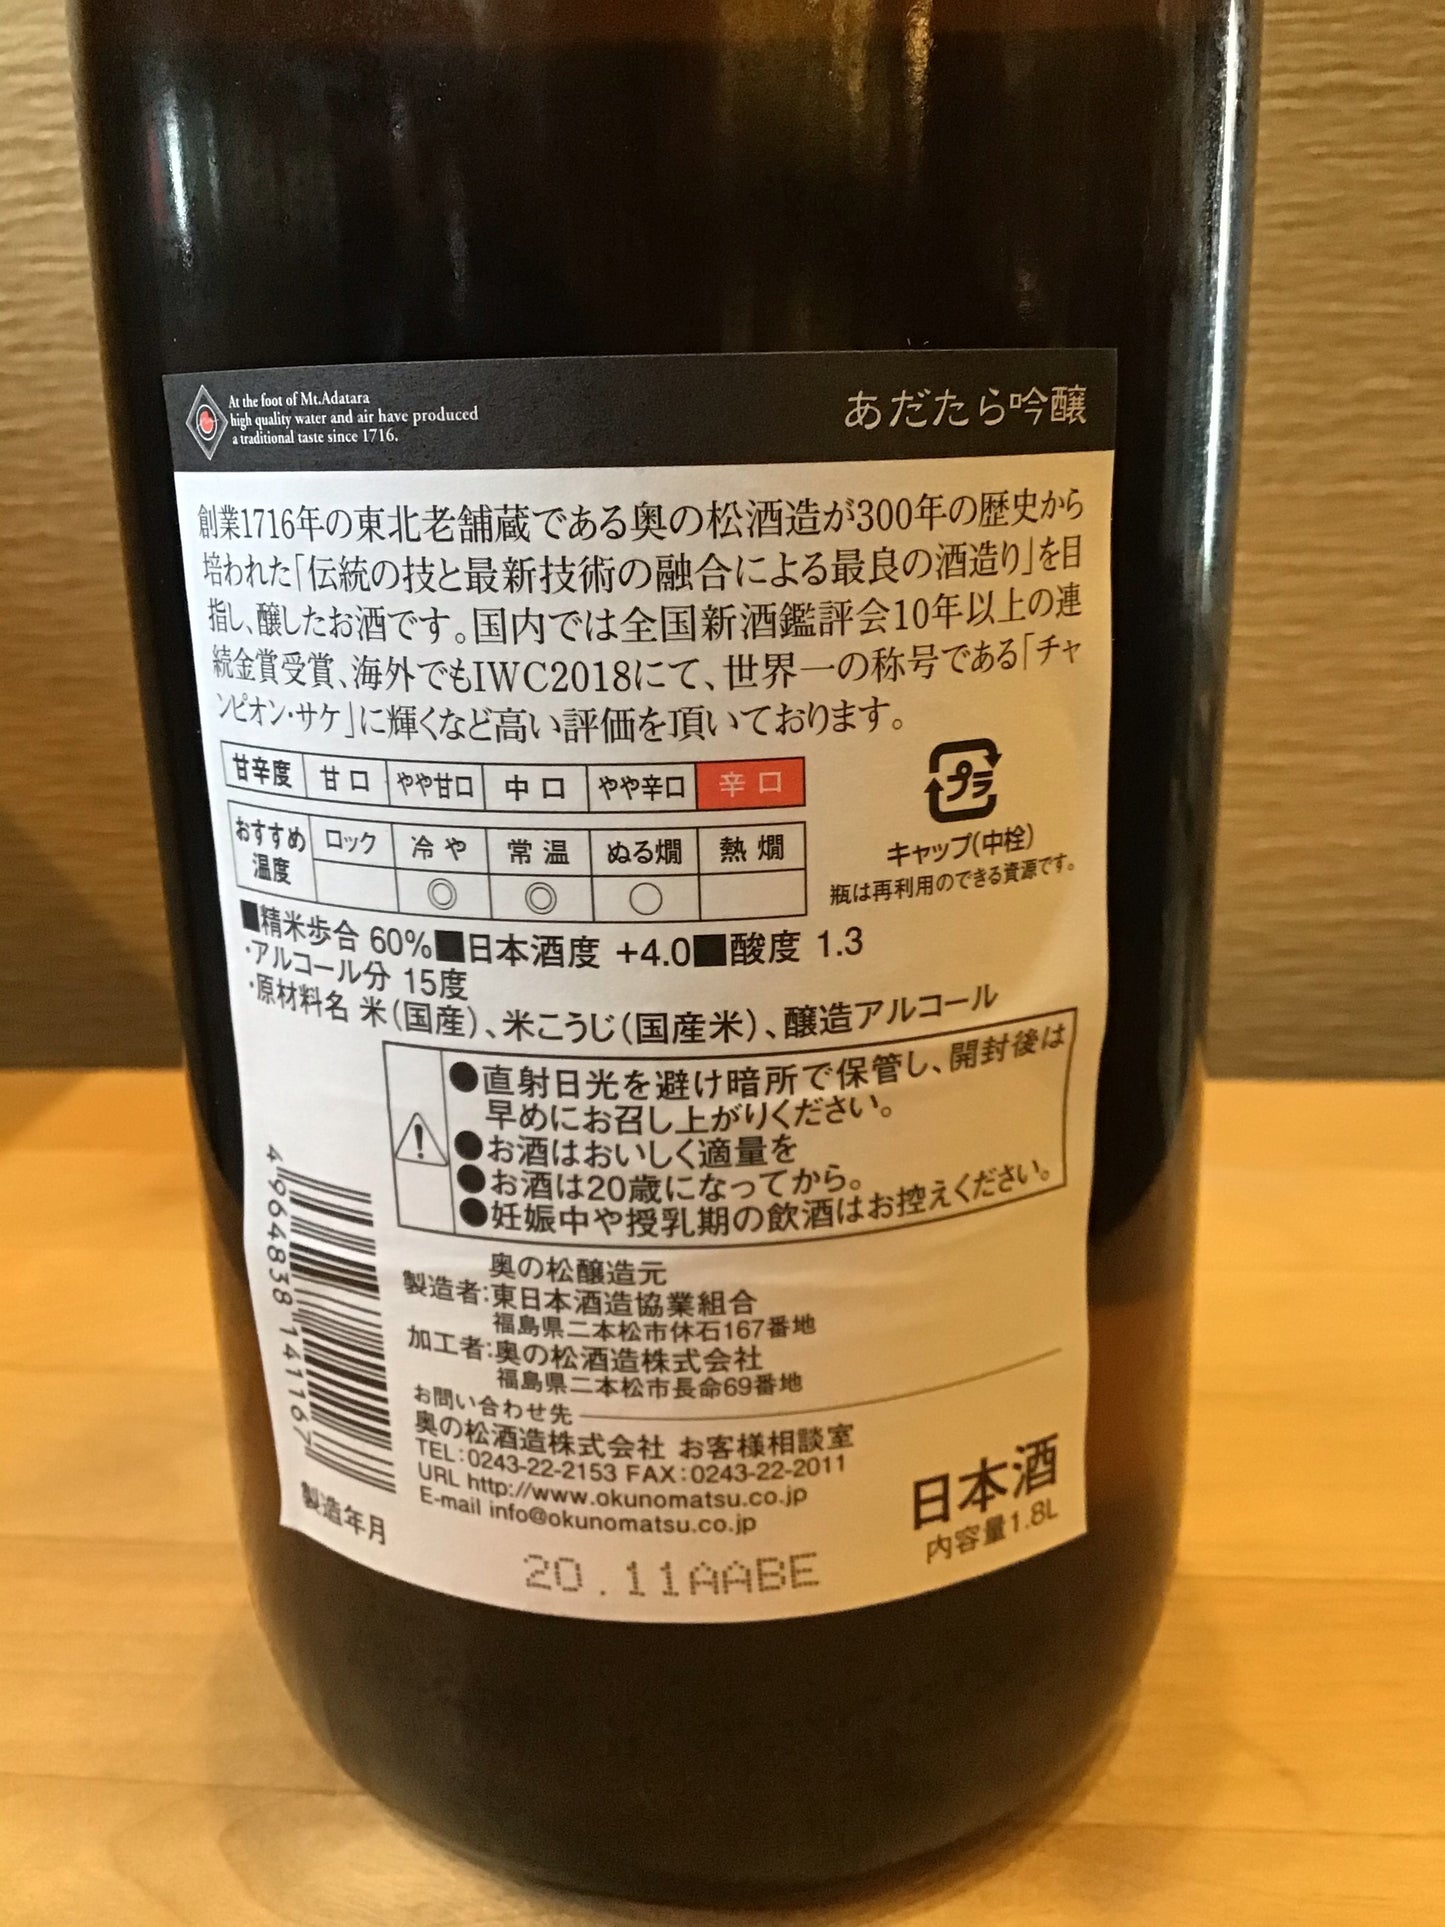 At the foot of Mt.Adatara
high quality water and air have produced
a traditional taste since 1716.
あだたら吟醸
創業1716年の東北老舗蔵である奥の松酒造が300年の歴史から
培われた「伝統の技と最新技術の融合による最良の酒造り」を目
指し、醸したお酒です。国内では全国新酒鑑評会10年以上の連
続金賞受賞、海外でもIWC2018にて、世界一の称号である「チャ
ンピオン・サケ」に輝くなど高い評価を頂いております。
甘辛度 甘口 やや甘口 中口 やや辛口 辛口
おすすめ温度 ロック 冷や 常温 ぬる燗 熱燗
◎ ◎ ○
プラ
キャップ(中栓)
瓶は再利用のできる資源です。
■精米歩合 60%■日本酒度 +4.0■酸度 1.3
・アルコール分 15度
・原材料名 米(国産)、米こうじ(国産米)、醸造アルコール
●直射日光を避け暗所で保管し、開封後は
早めにお召し上がりください。
●お酒はおいしく適量を
●お酒は20歳になってから。
●妊娠中や授乳期の飲酒はお控えください。
奥の松醸造元
製造者:東日本酒造協業組合
福島県二本松市休石167番地
加工者:奥の松酒造株式会社
福島県二本松市長命69番地
お問い合わせ先
奥の松酒造株式会社 お客様相談室
TEL:0243-22-2153 FAX:0243-22-2011
URL http://www.okunomatsu.co.jp
E-mail info@okunomatsu.co.jp
日本酒
内容量1.8L
4964838141167
製造年月
20.11AABE